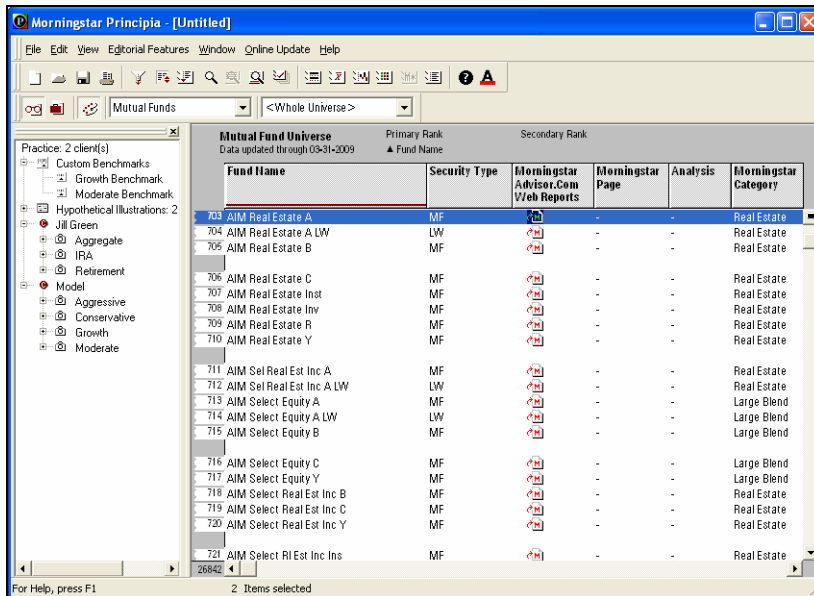 Morningstar Principia - [Untitled]
File Edit View Editorial Features Window Online Update Help
Mutual Funds <Whole Universe>
Practice: 2 client(s)
Custom Benchmarks
Growth Benchmark
Moderate Benchmark
Hypothetical Illustrations: 2
Jill Green
Aggregate
IRA
Retirement
Model
Aggressive
Conservative
Growth
Moderate
Mutual Fund Universe Primary Rank Secondary Rank
Data updated through 03-31-2009 ▲ Fund Name
Fund Name Security Type Morningstar Morningstar Analysis Morningstar
Advisor.Com Page Category
Web Reports
703 AIM Real Estate A MF - - Real Estate
704 AIM Real Estate A LW LW - - Real Estate
705 AIM Real Estate B MF - - Real Estate
706 AIM Real Estate C MF - - Real Estate
707 AIM Real Estate Inst MF - - Real Estate
708 AIM Real Estate Inv MF - - Real Estate
709 AIM Real Estate R MF - - Real Estate
710 AIM Real Estate Y MF - - Real Estate
711 AIM Sel Real Est Inc A MF - - Real Estate
712 AIM Sel Real Est Inc A LW LW - - Real Estate
713 AIM Select Equity A MF - - Large Blend
714 AIM Select Equity A LW LW - - Large Blend
715 AIM Select Equity B MF - - Large Blend
716 AIM Select Equity C MF - - Large Blend
717 AIM Select Equity Y MF - - Large Blend
718 AIM Select Real Est Inc B MF - - Real Estate
719 AIM Select Real Est Inc C MF - - Real Estate
720 AIM Select Real Est Inc Y MF - - Real Estate
721 AIM Select Rl Est Inc Ins MF - - Real Estate
26842
For Help, press F1 2 Items selected